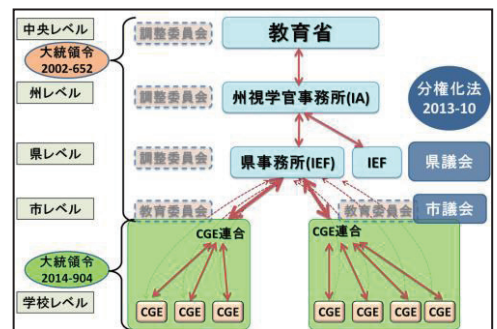 中央レベル
調整委員会
教育省
大統領令
2002-652
州レベル
調整委員会
州視学官事務所(IA)
分権化法
2013-10
県レベル
調整委員会
県事務所(IEF)
IEF
県議会
市レベル
教育委員会
教育委員会
市議会
CGE連合
CGE連合
大統領令
2014-904
学校レベル
CGE
CGE
CGE
CGE
CGE
CGE
CGE